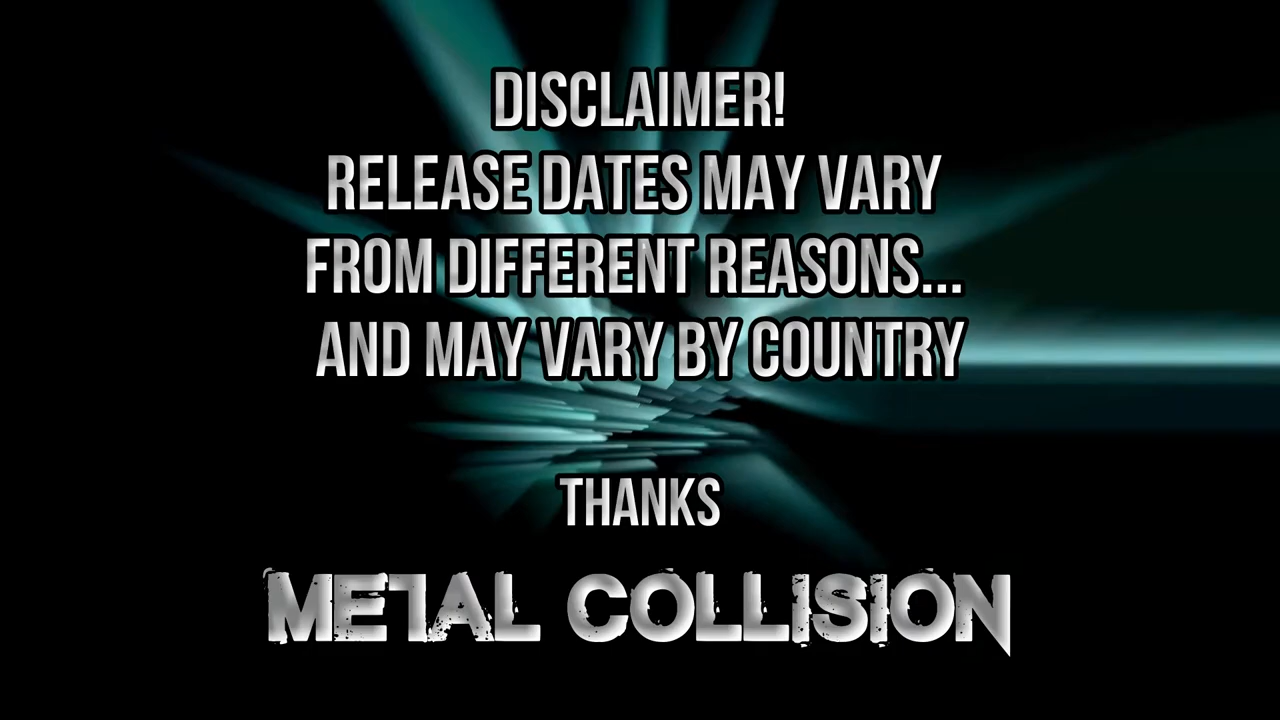 DISCLAIMER!
RELEASE DATES MAY VARY
FROM DIFFERENT REASONS...
AND MAY VARY BY COUNTRY
THANKS
METAL COLLISION